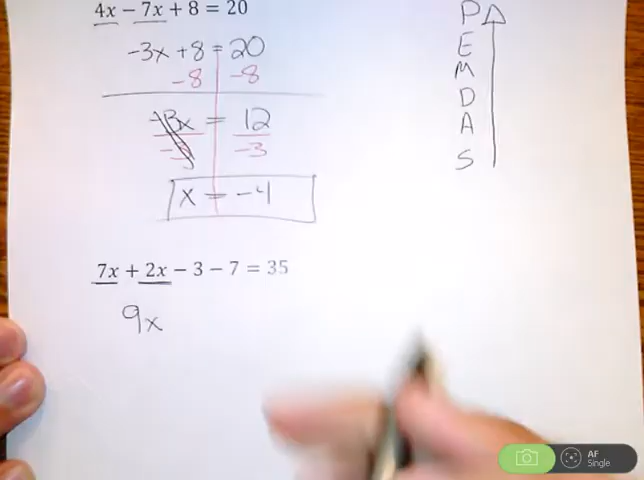 4x − 7x + 8 = 20
-3x + 8 = 20
-8 -8
-3x = 12
-3 -3
x = -4
7x + 2x − 3 − 7 = 35
9x
P
E
M
D
A
S
AF
Single